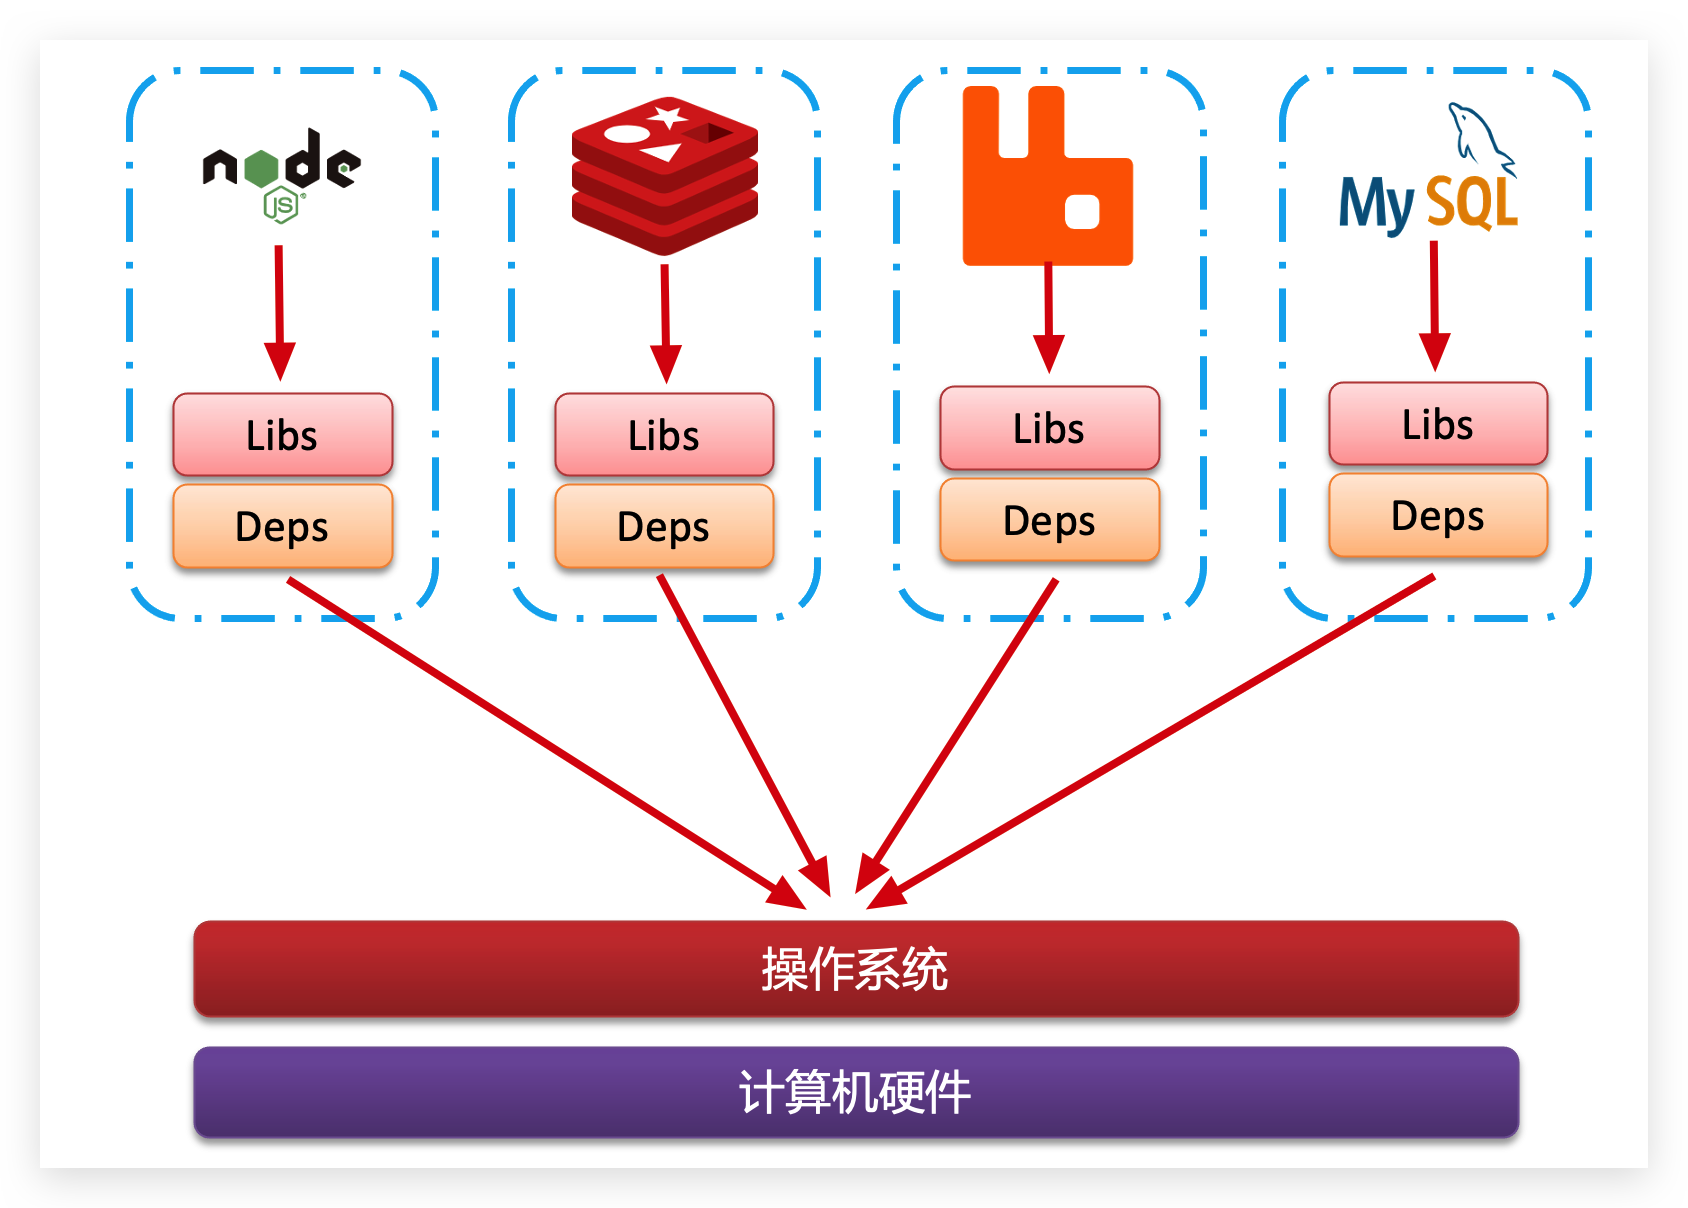 node
JS
MySQL
Libs
Deps
Libs
Deps
Libs
Deps
Libs
Deps
操作系统
计算机硬件